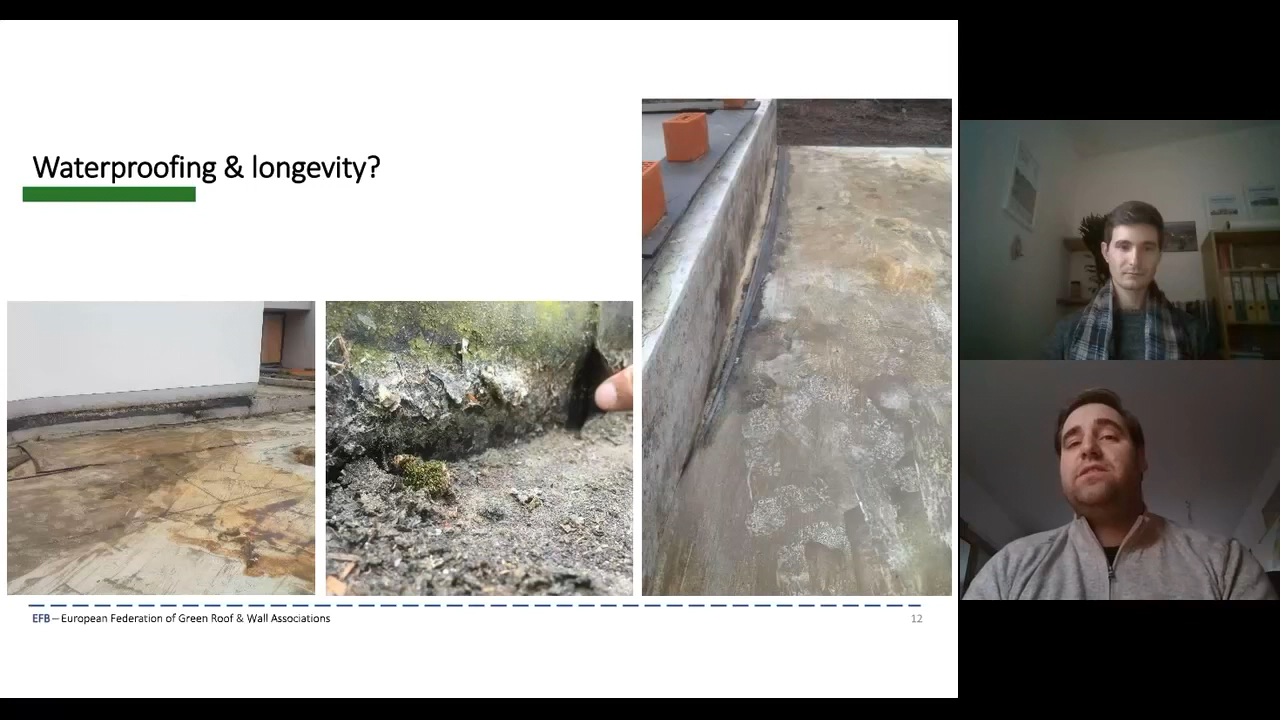 Waterproofing & longevity?
EFB – European Federation of Green Roof & Wall Associations
12